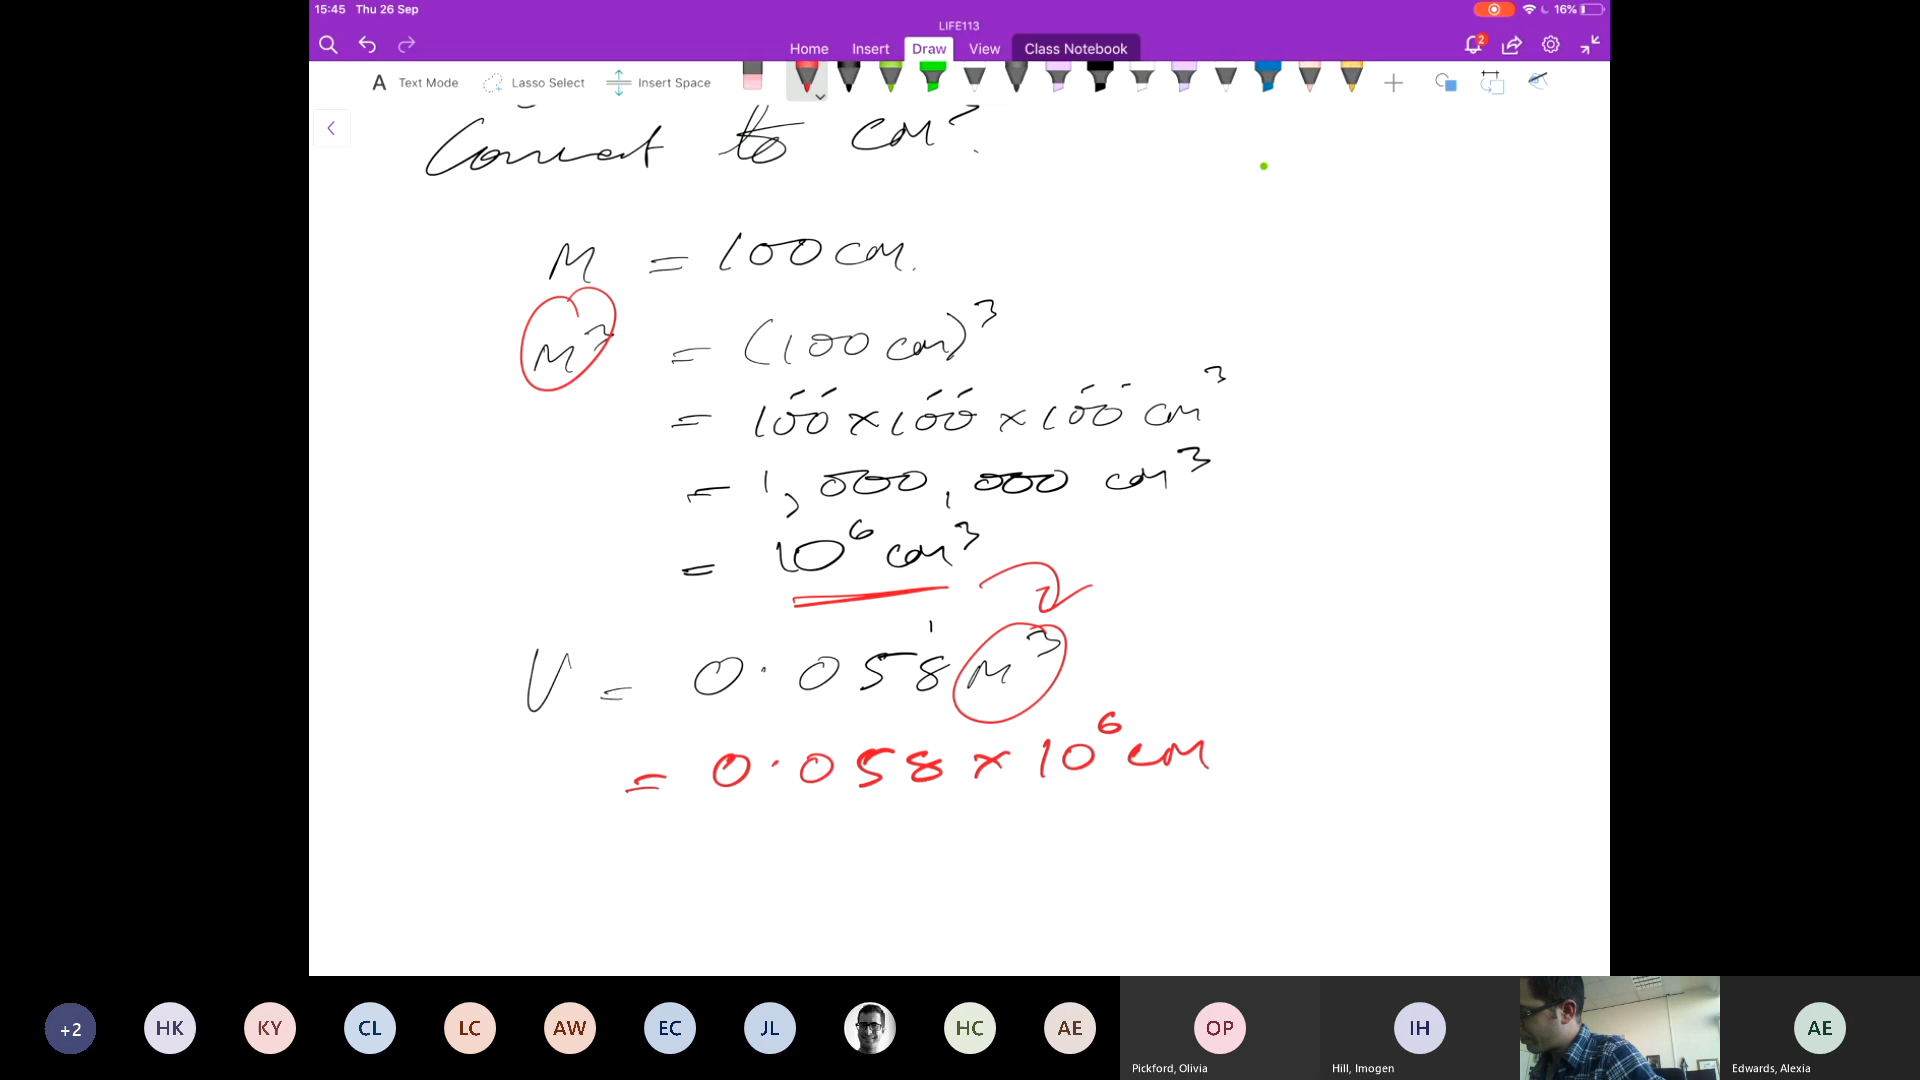 15:45 Thu 26 Sep
16%
LIFE113
Home Insert Draw View Class Notebook
2
A Text Mode Lasso Select Insert Space
Convert to cm?
M = 100 cm.
M³ = (100 cm)³
= 100 × 100 × 100 cm³
= 1,000,000 cm³
= 10⁶ cm³
V = 0.058 M³
= 0.058 × 10⁶ cm
+2 HK KY CL LC AW EC JL HC AE OP IH AE
Pickford, Olivia Hill, Imogen Edwards, Alexia